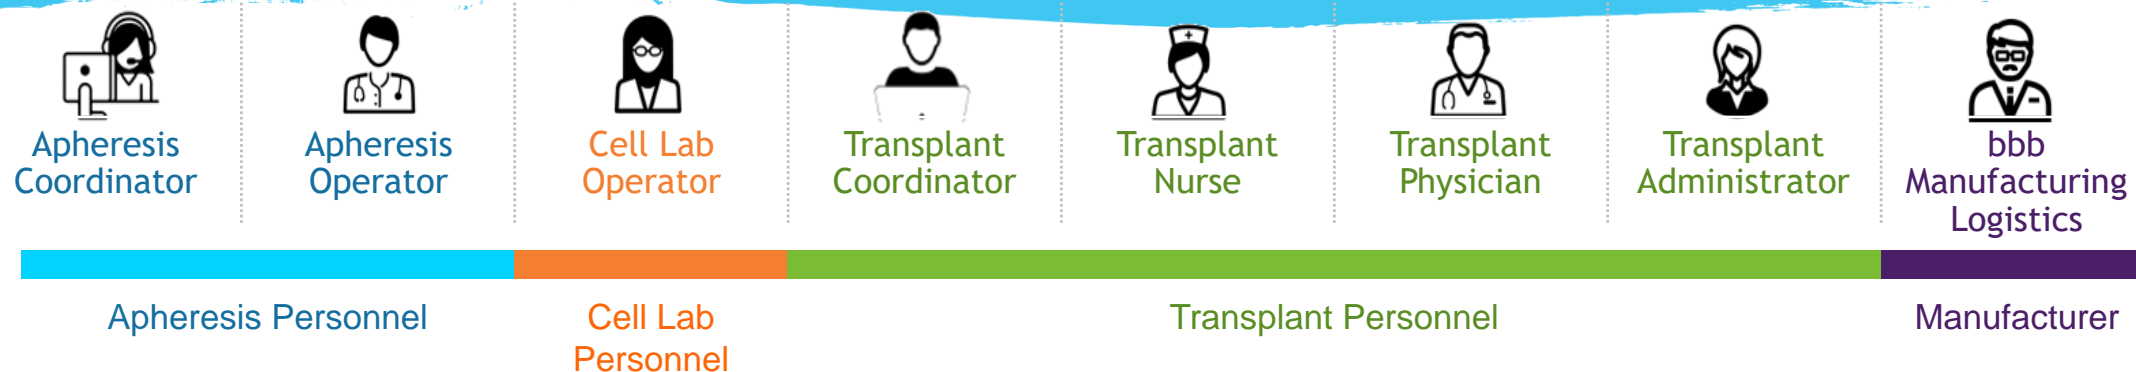 Apheresis
Coordinator
Apheresis
Operator
Cell Lab
Operator
Transplant
Coordinator
Transplant
Nurse
Transplant
Physician
Transplant
Administrator
bbb
Manufacturing
Logistics
Apheresis Personnel
Cell Lab
Personnel
Transplant Personnel
Manufacturer